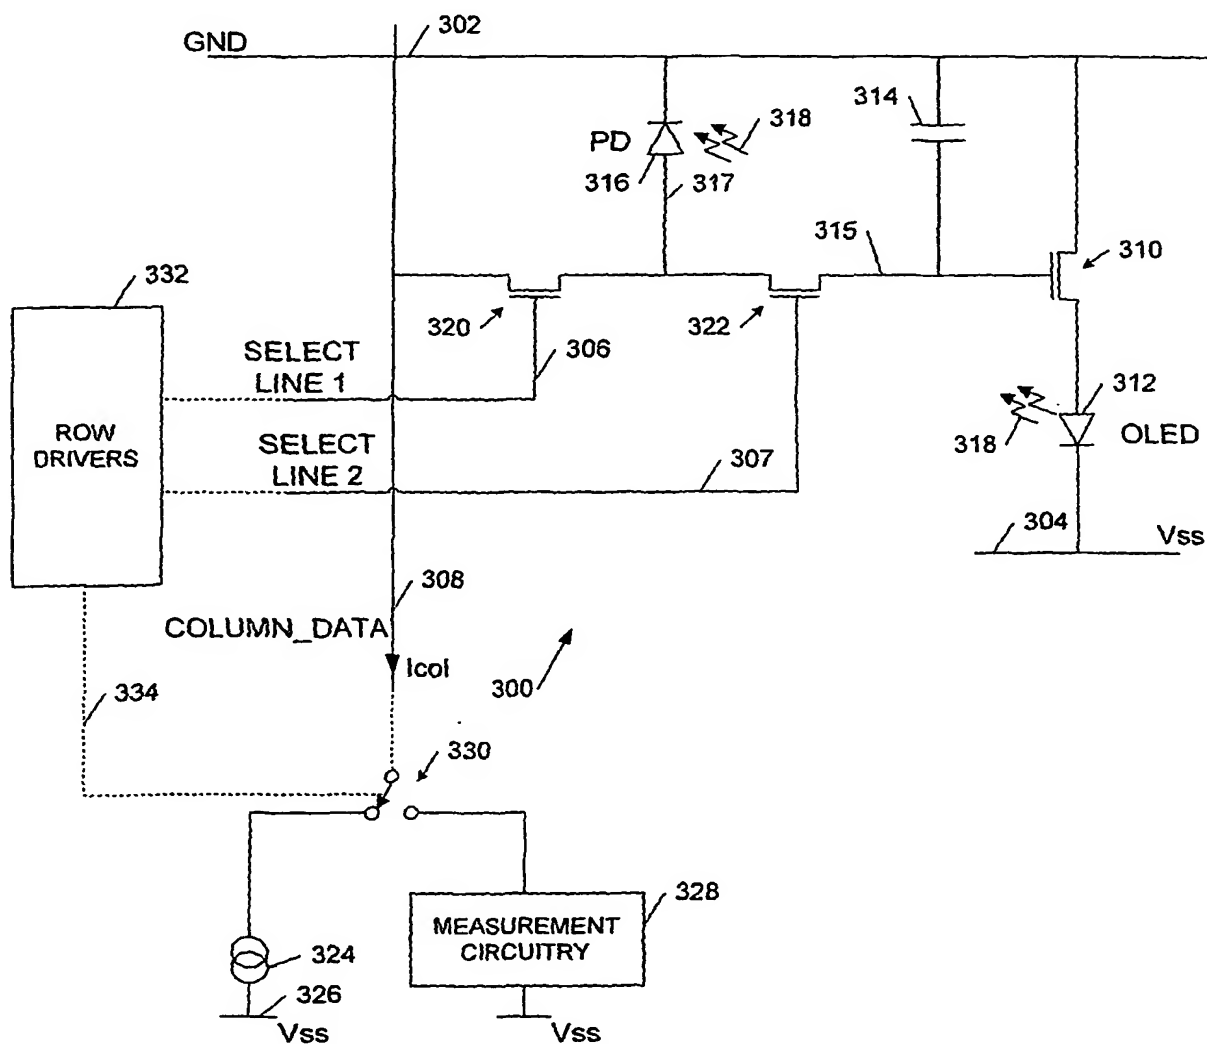 302
GND
314
318
PD
316
317
315
310
332
320
322
SELECT
LINE 1
306
312
ROW
DRIVERS
SELECT
LINE 2
318
OLED
307
304
Vss
308
COLUMN_DATA
Icol
300
334
330
328
MEASUREMENT
CIRCUITRY
324
326
Vss
Vss